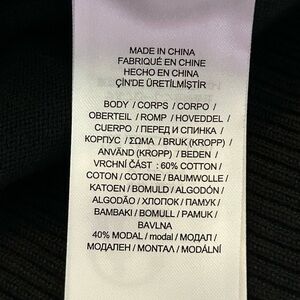 MADE IN CHINA
FABRIQUÉ EN CHINE
HECHO EN CHINA
ÇİN'DE ÜRETİLMİŞTİR
BODY / CORPS / CORPO /
OBERTEIL / ROMP / HOVEDDEL /
CUERPO / ПЕРЕД И СПИНКА /
КОРПУС / ΣΩΜΑ / BRUK (KROPP) /
ANVÄND (KROPP) / BEDEN /
VRCHNÍ ČÁST : 60% COTTON /
COTON / COTONE / BAUMWOLLE /
KATOEN / BOMULD / ALGODÓN /
ALGODÃO / ХЛОПОК / ПАМУК /
ΒΑΜΒΑΚΙ / BOMULL / PAMUK /
BAVLNA
40% MODAL / modal / МОДАЛ /
МОДАЛЕН / ΜΟΝΤΑΛ / MODÁLNÍ